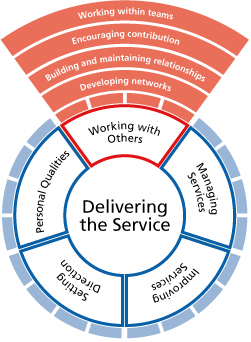 Working within teams
Encouraging contribution
Building and maintaining relationships
Developing networks
Working with
Others
Personal Qualities
Managing
Services
Delivering
the Service
Setting
Direction
Improving
Services